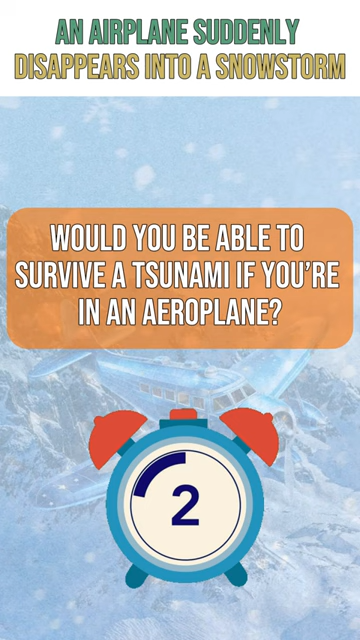 AN AIRPLANE SUDDENLY
DISAPPEARS INTO A SNOWSTORM
WOULD YOU BE ABLE TO
SURVIVE A TSUNAMI IF YOU'RE
IN AN AEROPLANE?
2